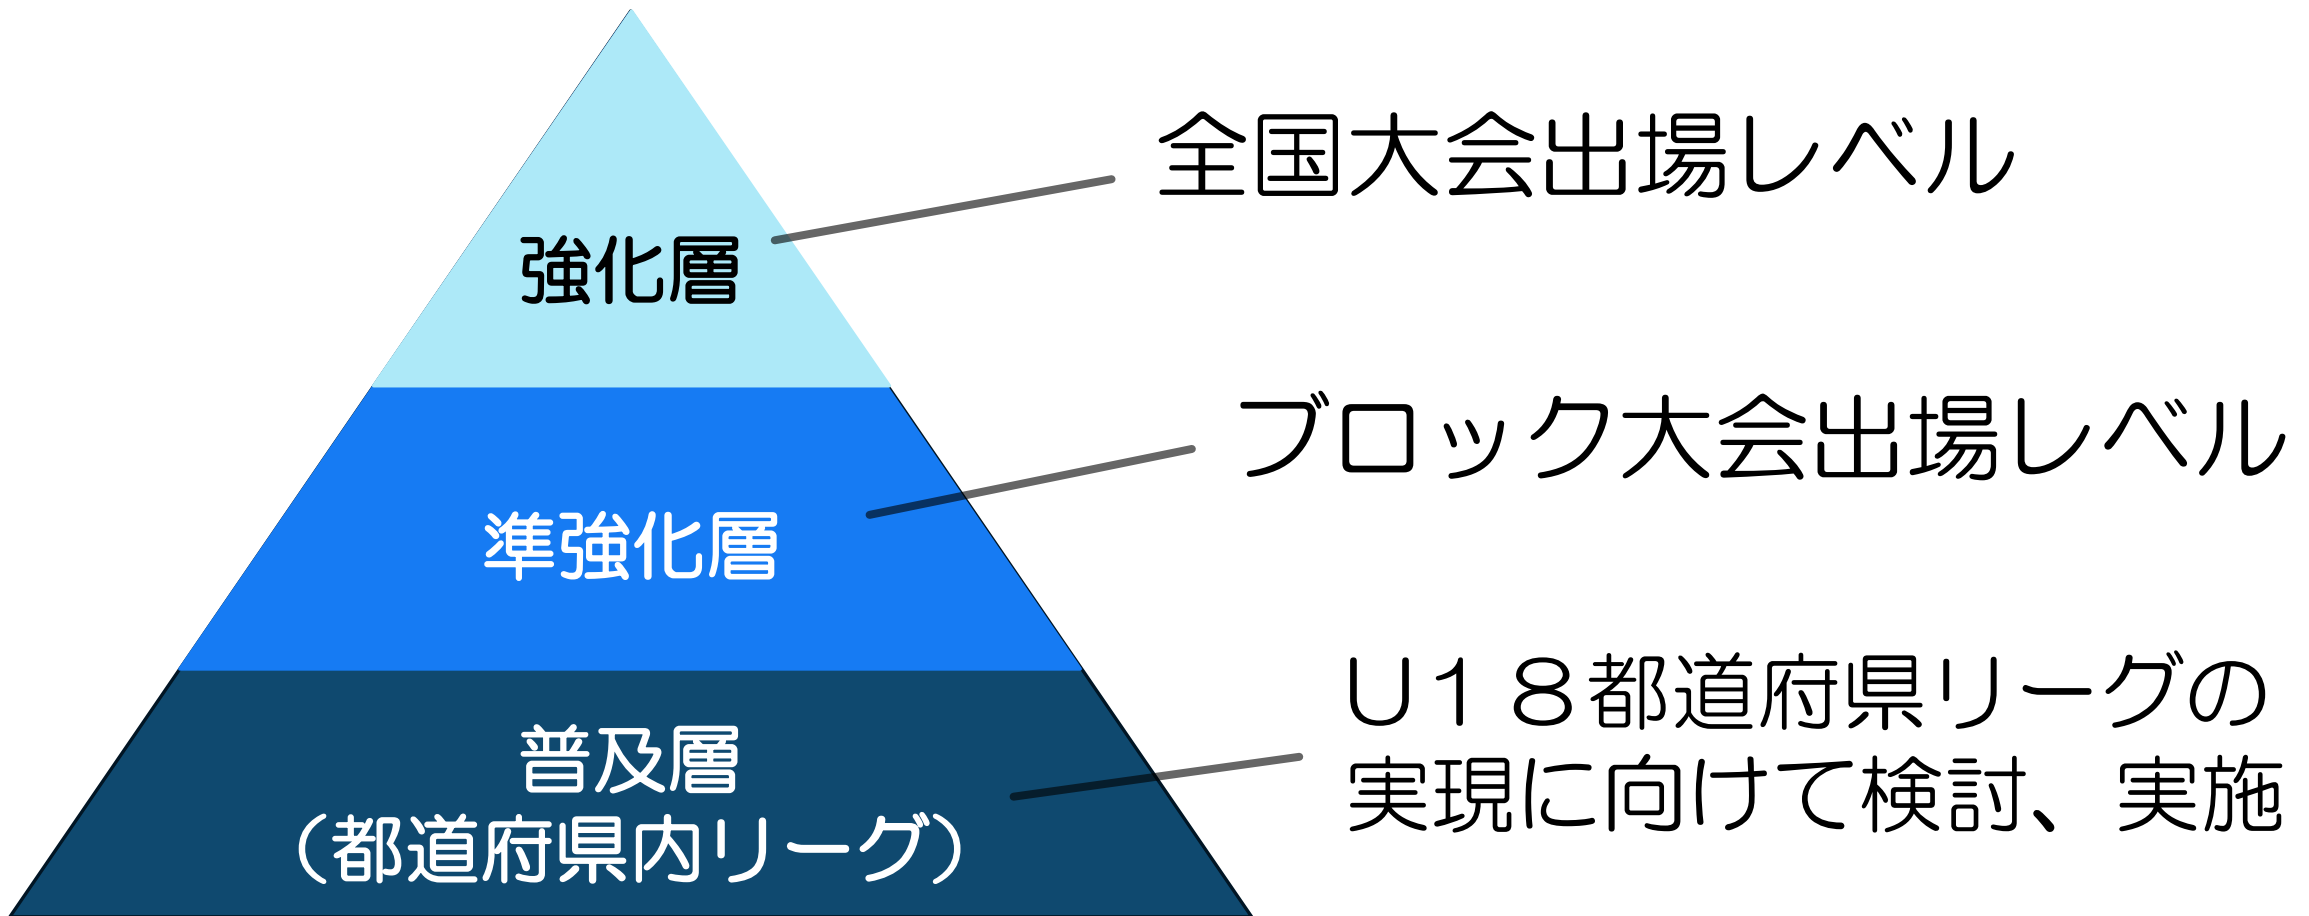 強化層
全国大会出場レベル
準強化層
ブロック大会出場レベル
普及層
（都道府県内リーグ）
Ｕ１８都道府県リーグの
実現に向けて検討、実施